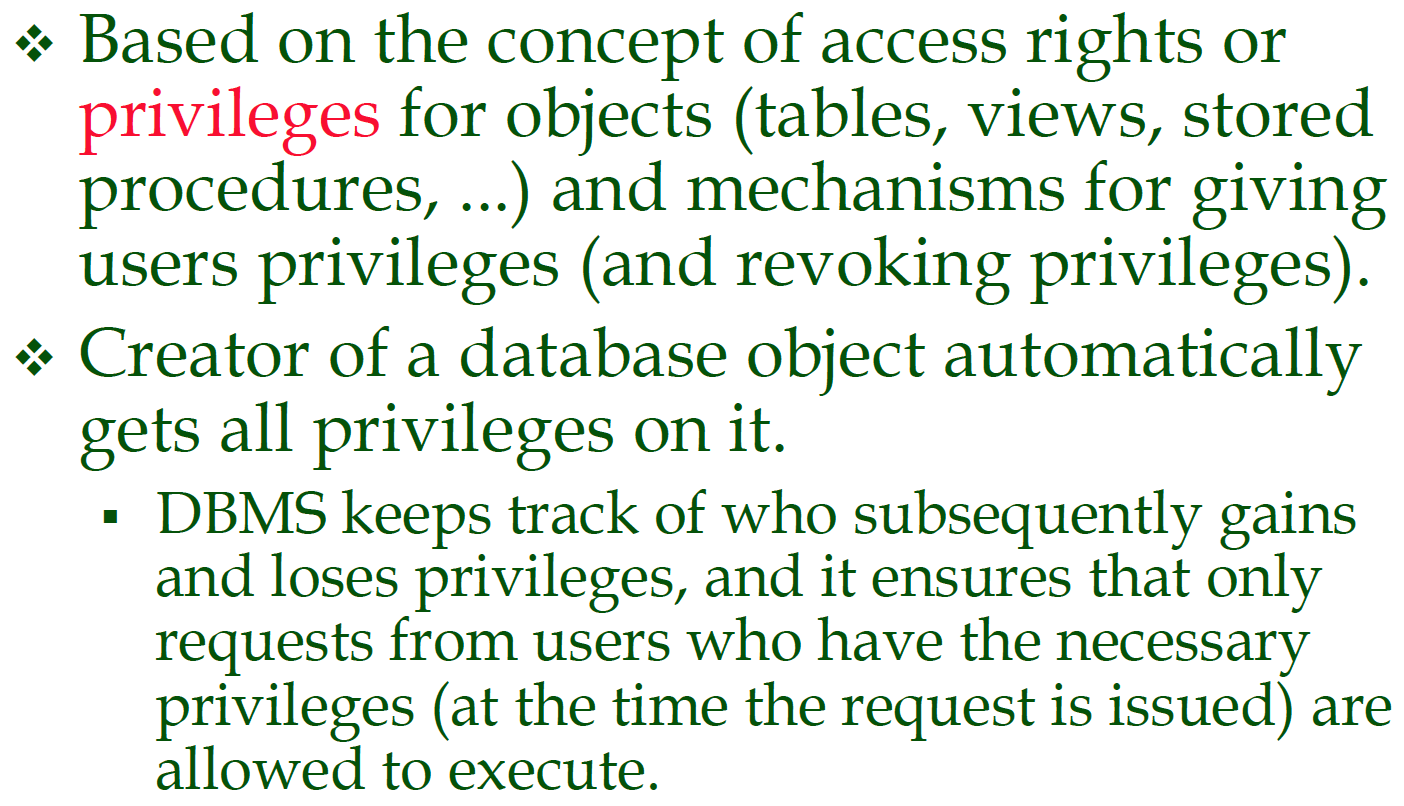 ❖ Based on the concept of access rights or
privileges for objects (tables, views, stored
procedures, ...) and mechanisms for giving
users privileges (and revoking privileges).
❖ Creator of a database object automatically
gets all privileges on it.
▪ DBMS keeps track of who subsequently gains
and loses privileges, and it ensures that only
requests from users who have the necessary
privileges (at the time the request is issued) are
allowed to execute.